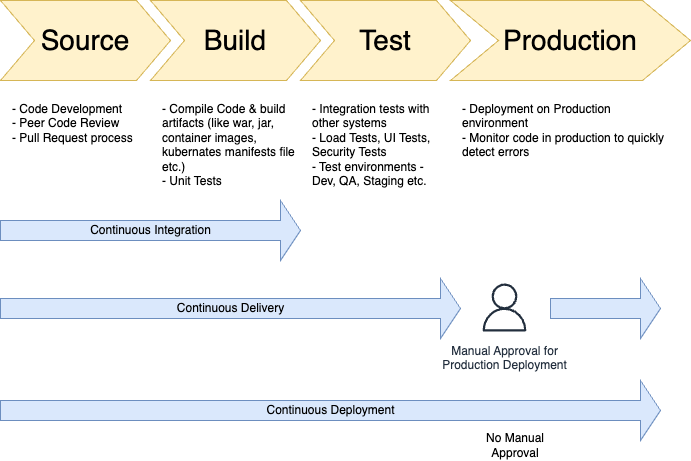 Source
Build
Test
Production
- Code Development
- Peer Code Review
- Pull Request process
- Compile Code & build
artifacts (like war, jar,
container images,
kubernates manifests file
etc.)
- Unit Tests
- Integration tests with
other systems
- Load Tests, UI Tests,
Security Tests
- Test environments -
Dev, QA, Staging etc.
- Deployment on Production
environment
- Monitor code in production to quickly
detect errors
Continuous Integration
Continuous Delivery
Manual Approval for
Production Deployment
Continuous Deployment
No Manual
Approval